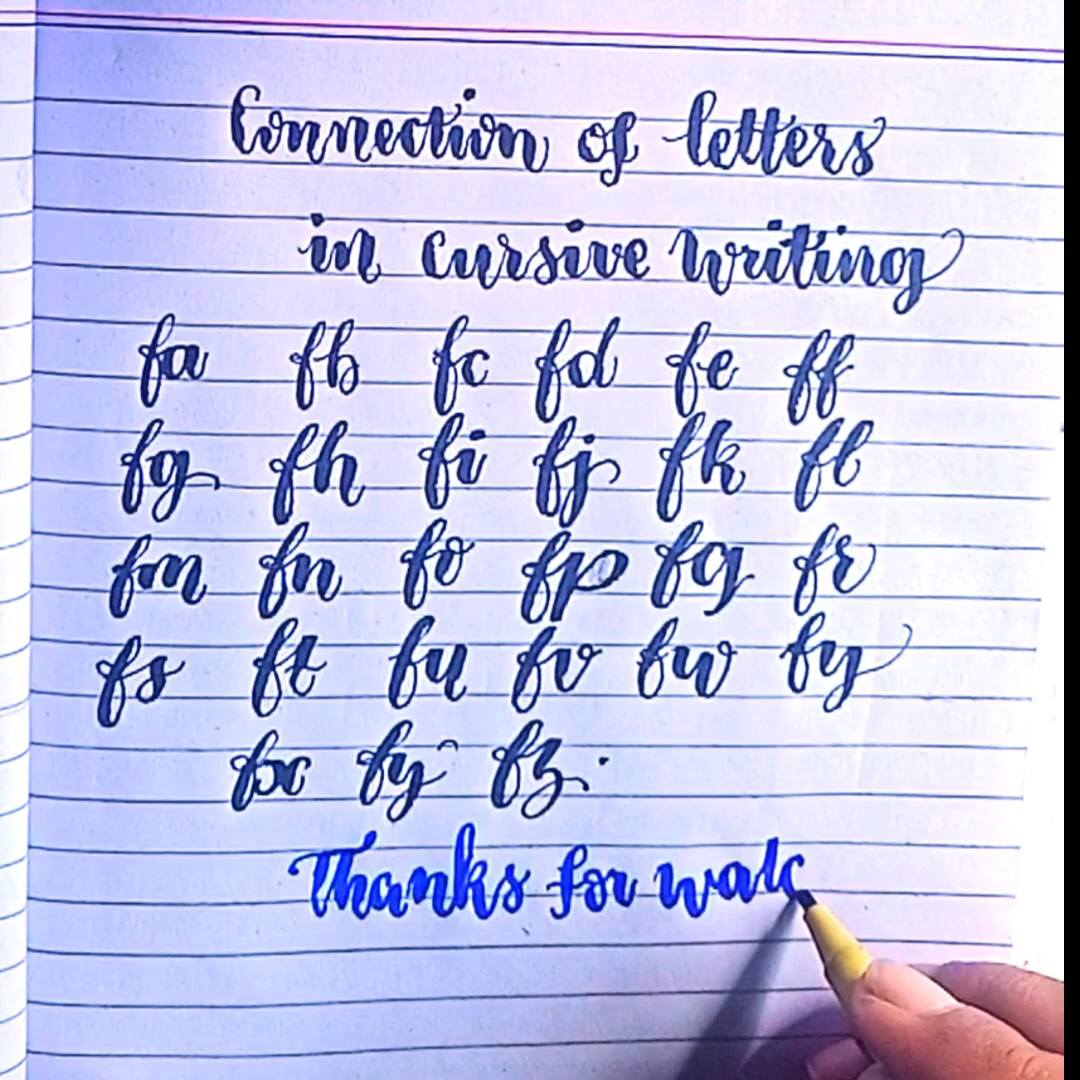 Connection of letters
in cursive writing
fa fb fc fd fe ff
fg fh fi fj fk fl
fm fn fo fp fq fr
fs ft fu fv fw fy
fx fy fz.
Thanks for watc